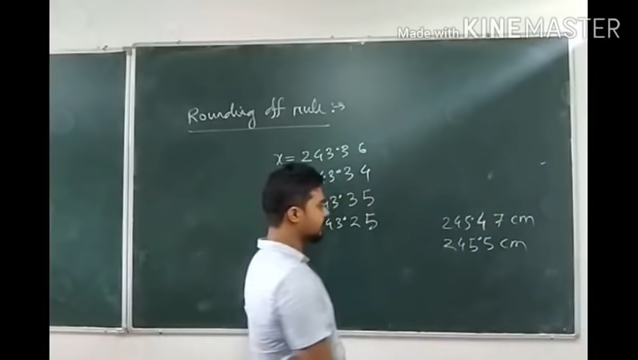 Made with KINEMASTER
Rounding off rule :→
x = 243.36
3.34
43.35
43.25
245.47 cm
245.5 cm